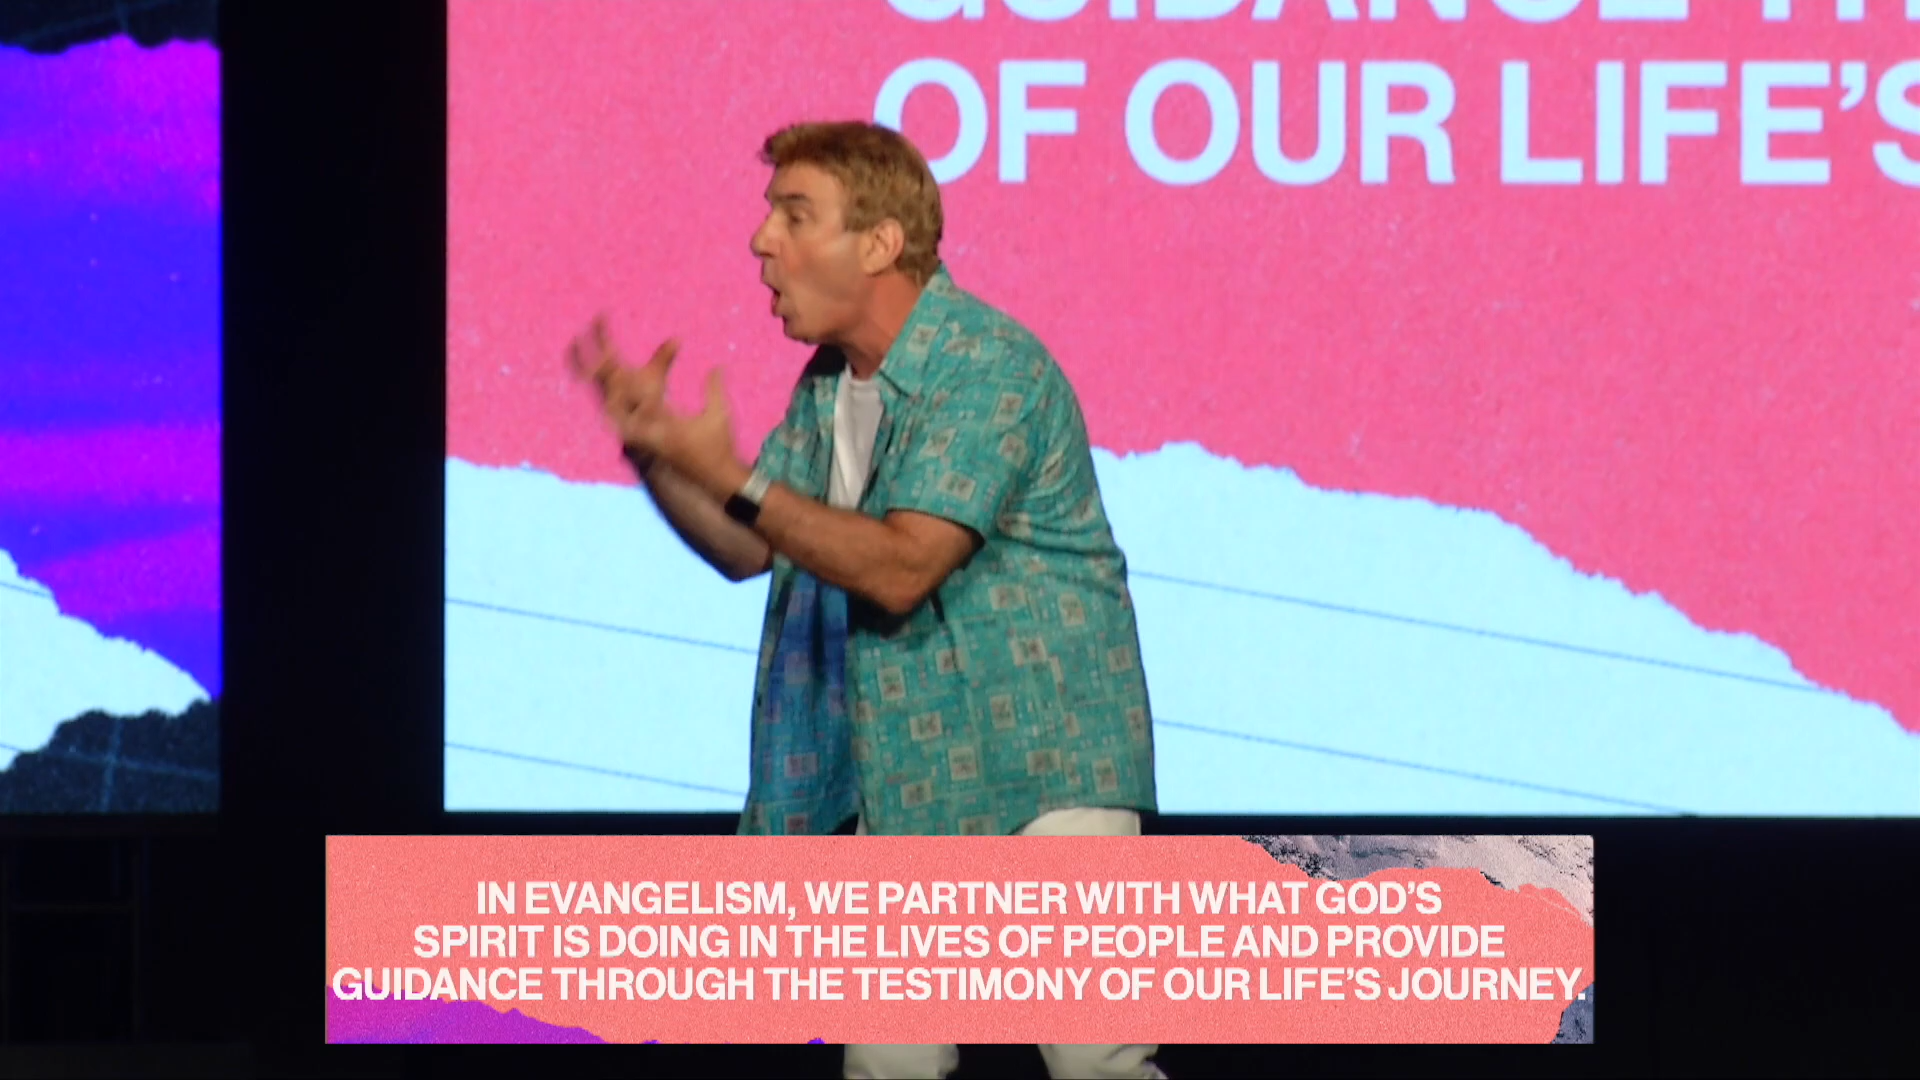 OF OUR LIFE'S
IN EVANGELISM, WE PARTNER WITH WHAT GOD'S
SPIRIT IS DOING IN THE LIVES OF PEOPLE AND PROVIDE
GUIDANCE THROUGH THE TESTIMONY OF OUR LIFE'S JOURNEY.